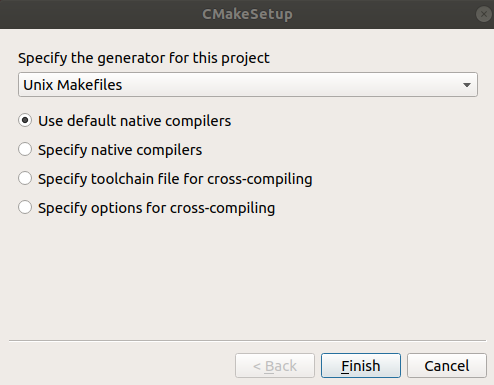 CMakeSetup
Specify the generator for this project
Unix Makefiles
Use default native compilers
Specify native compilers
Specify toolchain file for cross-compiling
Specify options for cross-compiling
< Back
Finish
Cancel